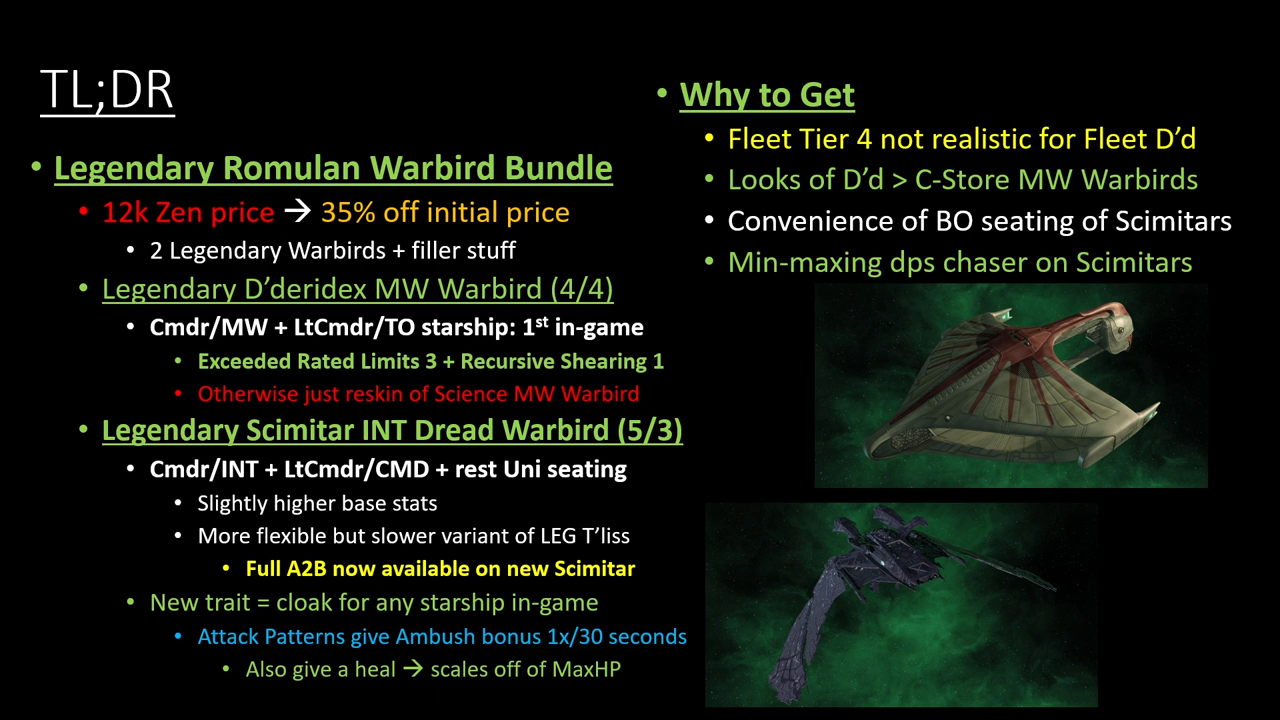 TL;DR
• Legendary Romulan Warbird Bundle
• 12k Zen price → 35% off initial price
• 2 Legendary Warbirds + filler stuff
• Legendary D’deridex MW Warbird (4/4)
• Cmdr/MW + LtCmdr/TO starship: 1st in-game
• Exceeded Rated Limits 3 + Recursive Shearing 1
• Otherwise just reskin of Science MW Warbird
• Legendary Scimitar INT Dread Warbird (5/3)
• Cmdr/INT + LtCmdr/CMD + rest Uni seating
• Slightly higher base stats
• More flexible but slower variant of LEG T’liss
• Full A2B now available on new Scimitar
• New trait = cloak for any starship in-game
• Attack Patterns give Ambush bonus 1x/30 seconds
• Also give a heal → scales off of MaxHP
• Why to Get
• Fleet Tier 4 not realistic for Fleet D’d
• Looks of D’d > C-Store MW Warbirds
• Convenience of BO seating of Scimitars
• Min-maxing dps chaser on Scimitars